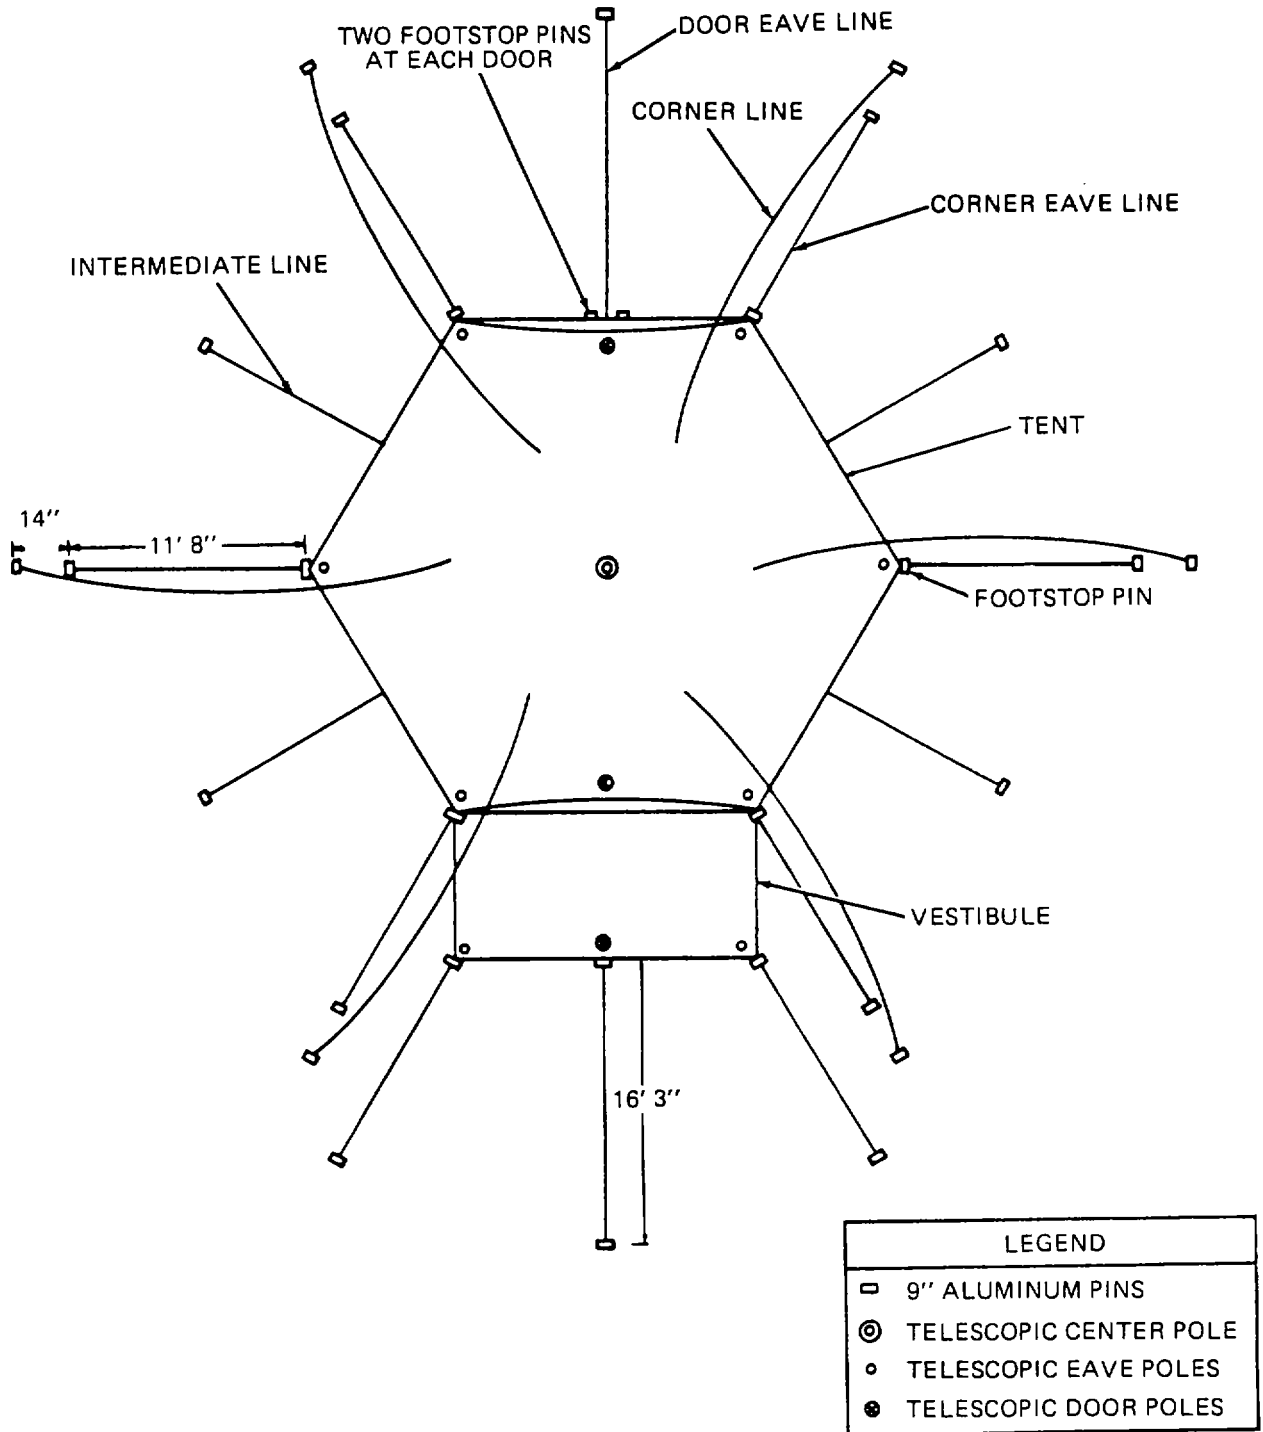 DOOR EAVE LINE
TWO FOOTSTOP PINS
AT EACH DOOR
CORNER LINE
CORNER EAVE LINE
INTERMEDIATE LINE
TENT
14''
11' 8''
FOOTSTOP PIN
VESTIBULE
16' 3''
LEGEND
9'' ALUMINUM PINS
TELESCOPIC CENTER POLE
TELESCOPIC EAVE POLES
TELESCOPIC DOOR POLES